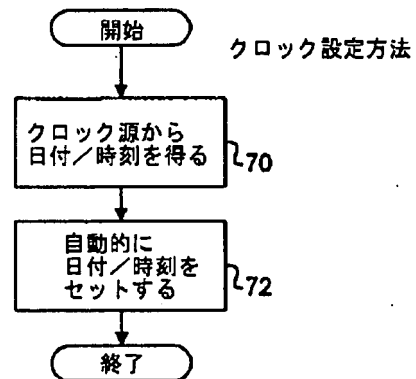 開始
クロック設定方法
クロック源から
日付／時刻を得る
70
自動的に
日付／時刻を
セットする
72
終了